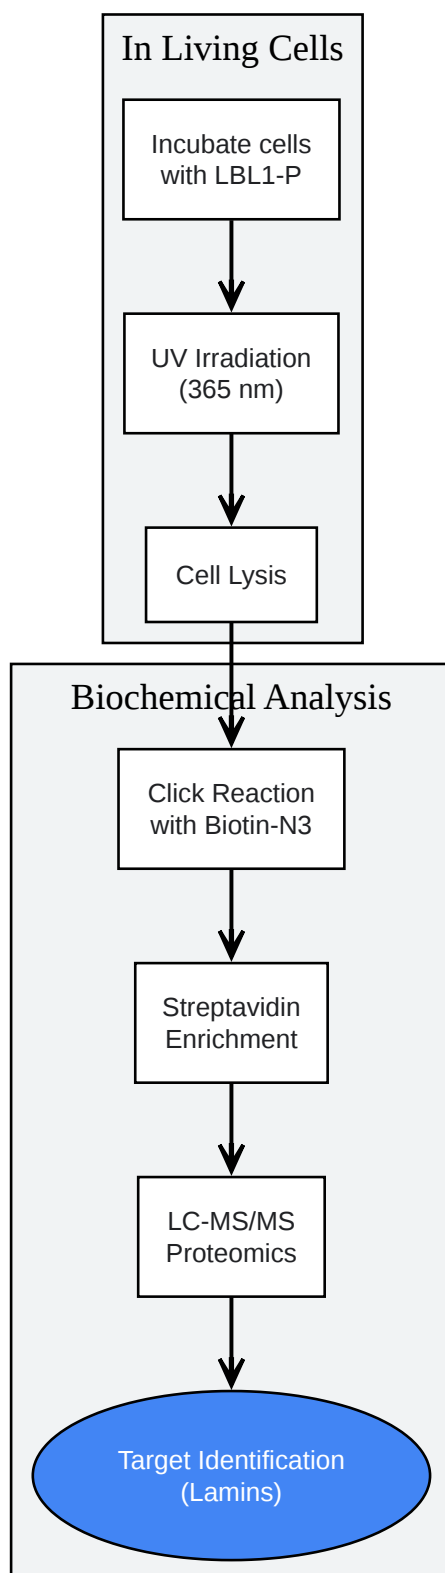 In Living Cells
Incubate cells
with LBL1-P
UV Irradiation
(365 nm)
Cell Lysis
Biochemical Analysis
Click Reaction
with Biotin-N3
Streptavidin
Enrichment
LC-MS/MS
Proteomics
Target Identification
(Lamins)